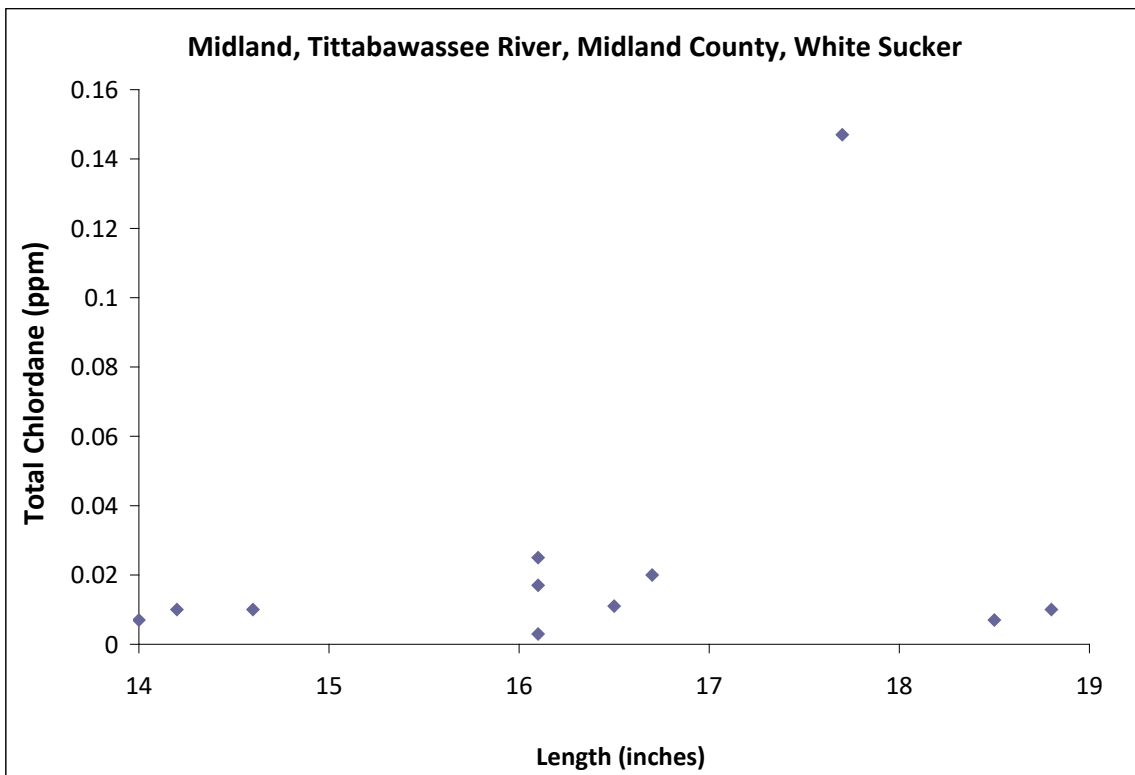 Midland, Tittabawassee River, Midland County, White Sucker
Total Chlordane (ppm)
0.16
0.14
0.12
0.1
0.08
0.06
0.04
0.02
0
14 15 16 17 18 19
Length (inches)